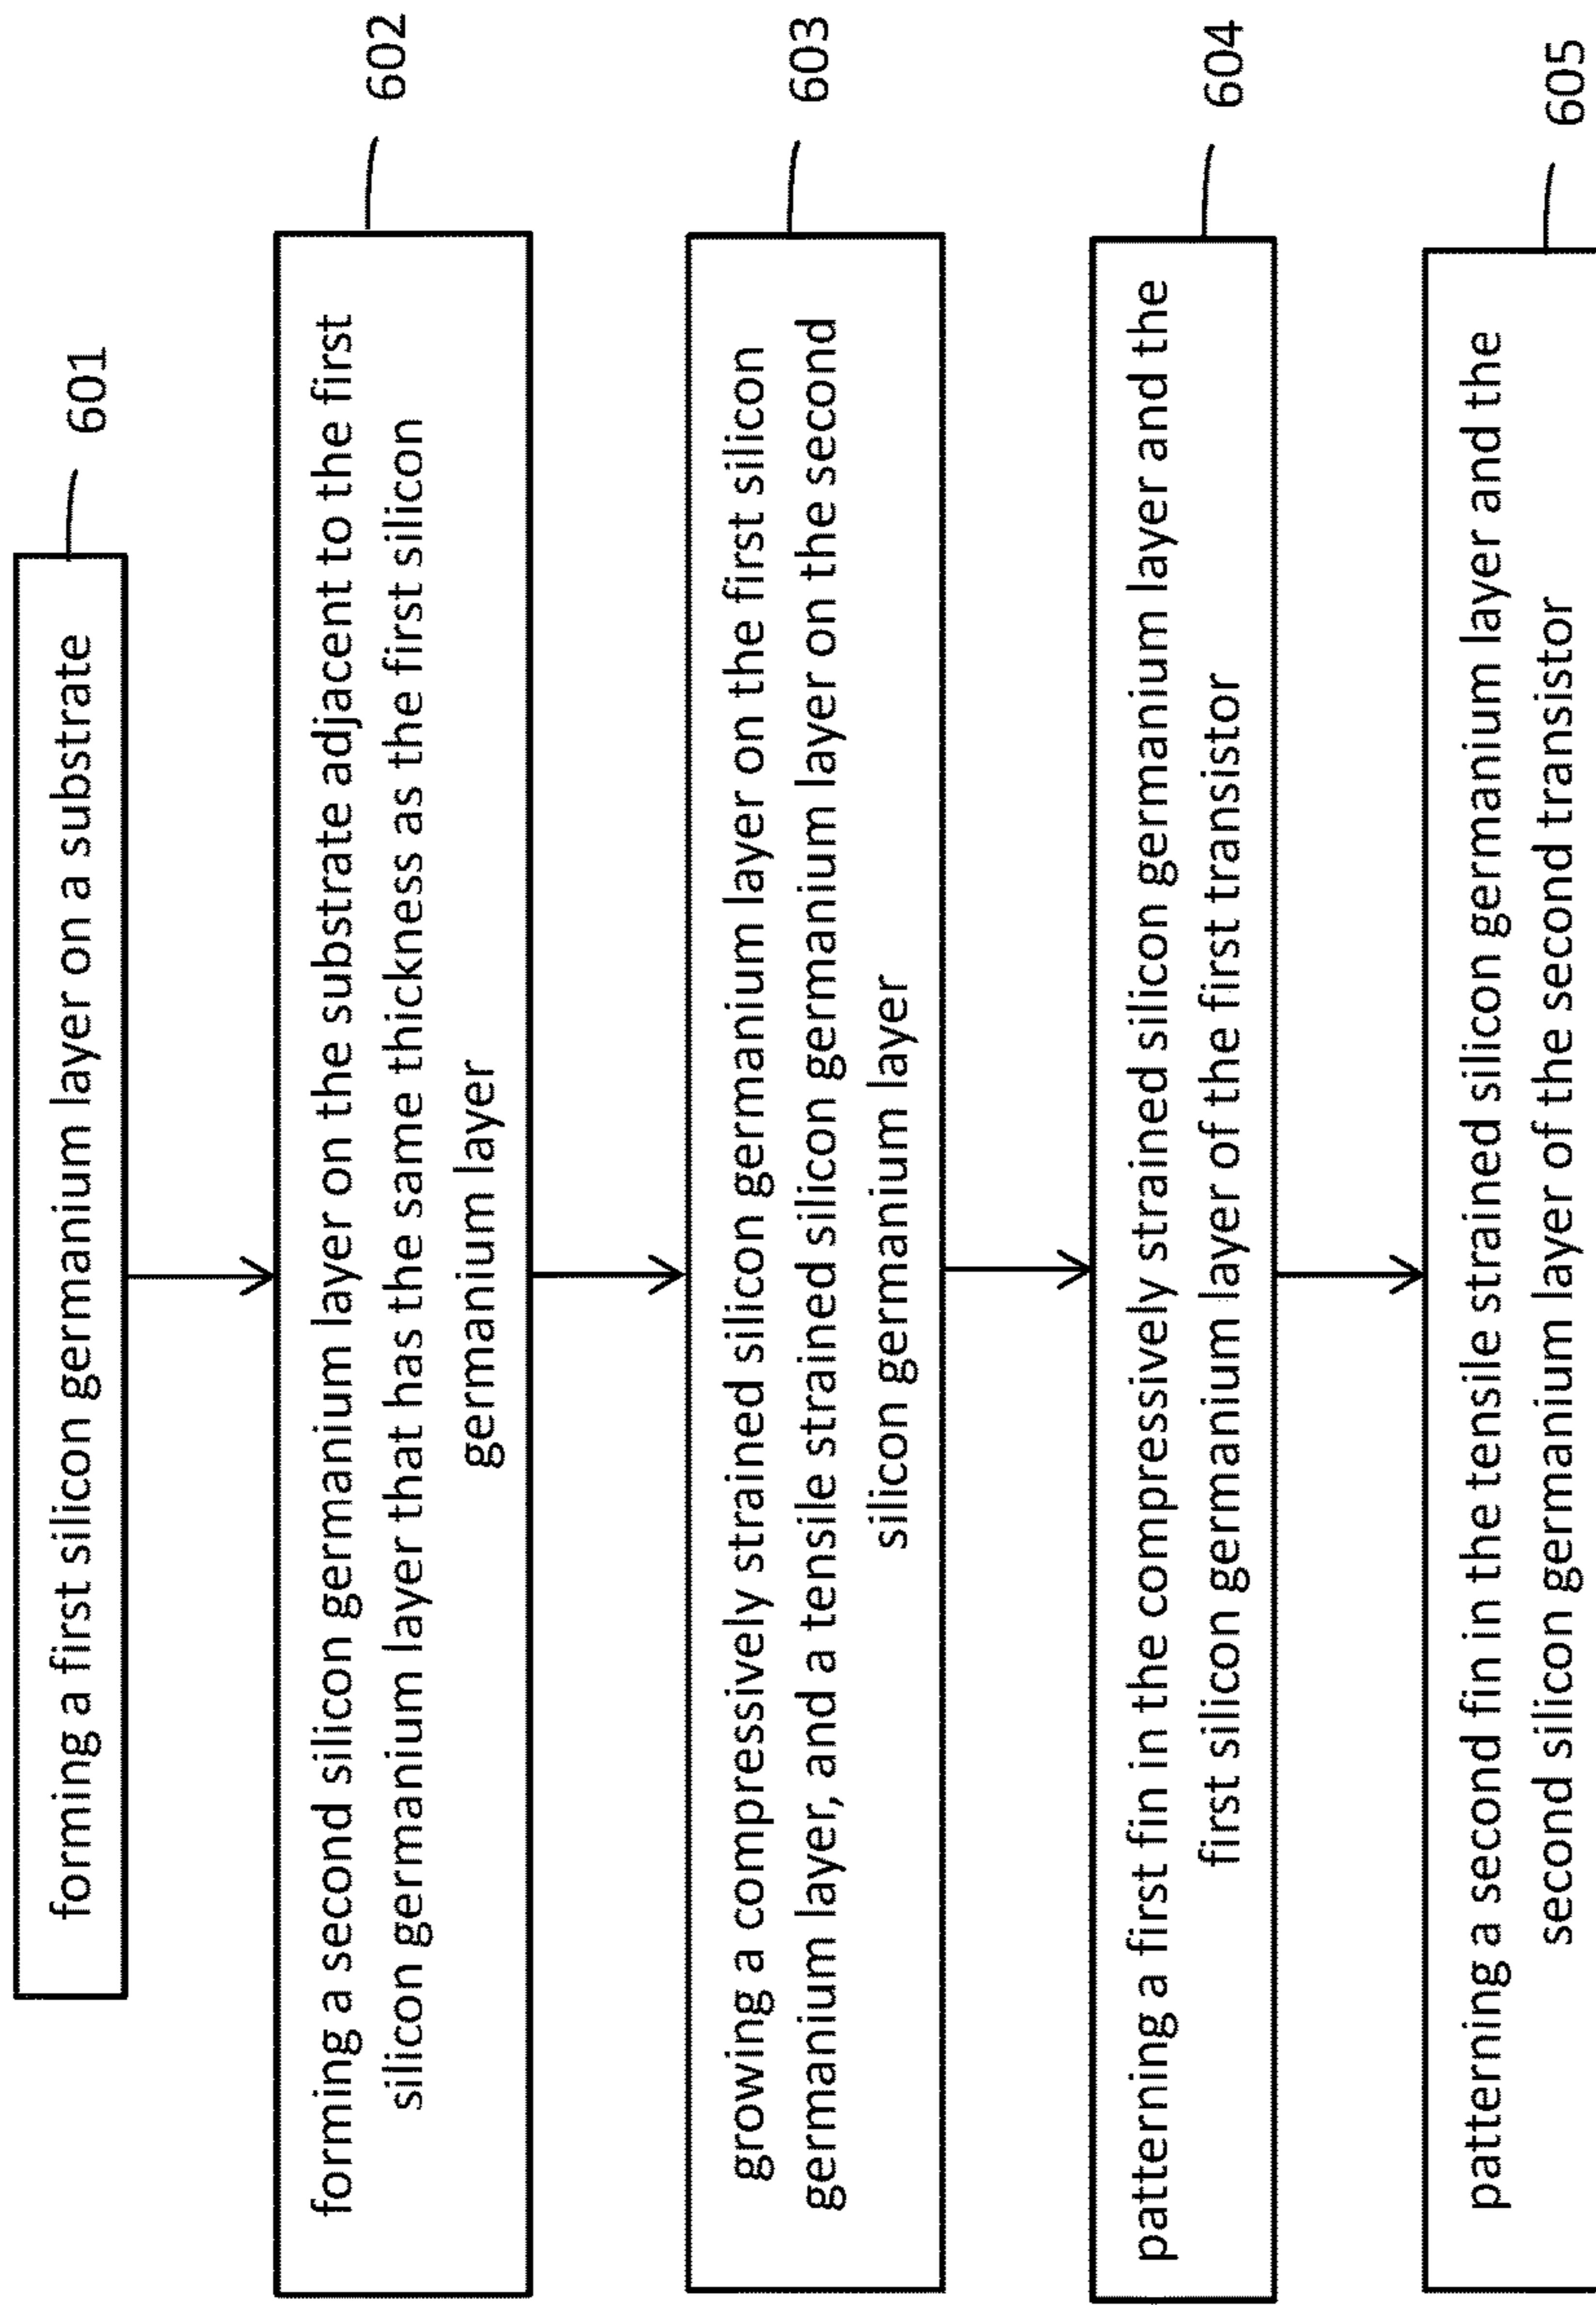 forming a first silicon germanium layer on a substrate
601
forming a second silicon germanium layer on the substrate adjacent to the first
silicon germanium layer that has the same thickness as the first silicon
germanium layer
602
growing a compressively strained silicon germanium layer on the first silicon
germanium layer, and a tensile strained silicon germanium layer on the second
silicon germanium layer
603
patterning a first fin in the compressively strained silicon germanium layer and the
first silicon germanium layer of the first transistor
604
patterning a second fin in the tensile strained silicon germanium layer and the
second silicon germanium layer of the second transistor
605